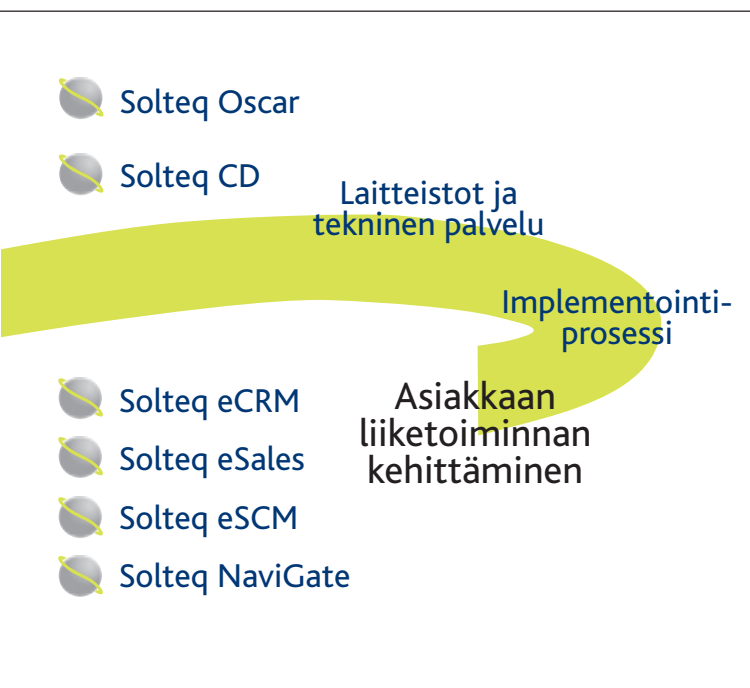 Solteq Oscar
Solteq CD
Laitteistot ja
tekninen palvelu
Implementointi-
prosessi
Asiakkaan
liiketoiminnan
kehittäminen
Solteq eCRM
Solteq eSales
Solteq eSCM
Solteq NaviGate